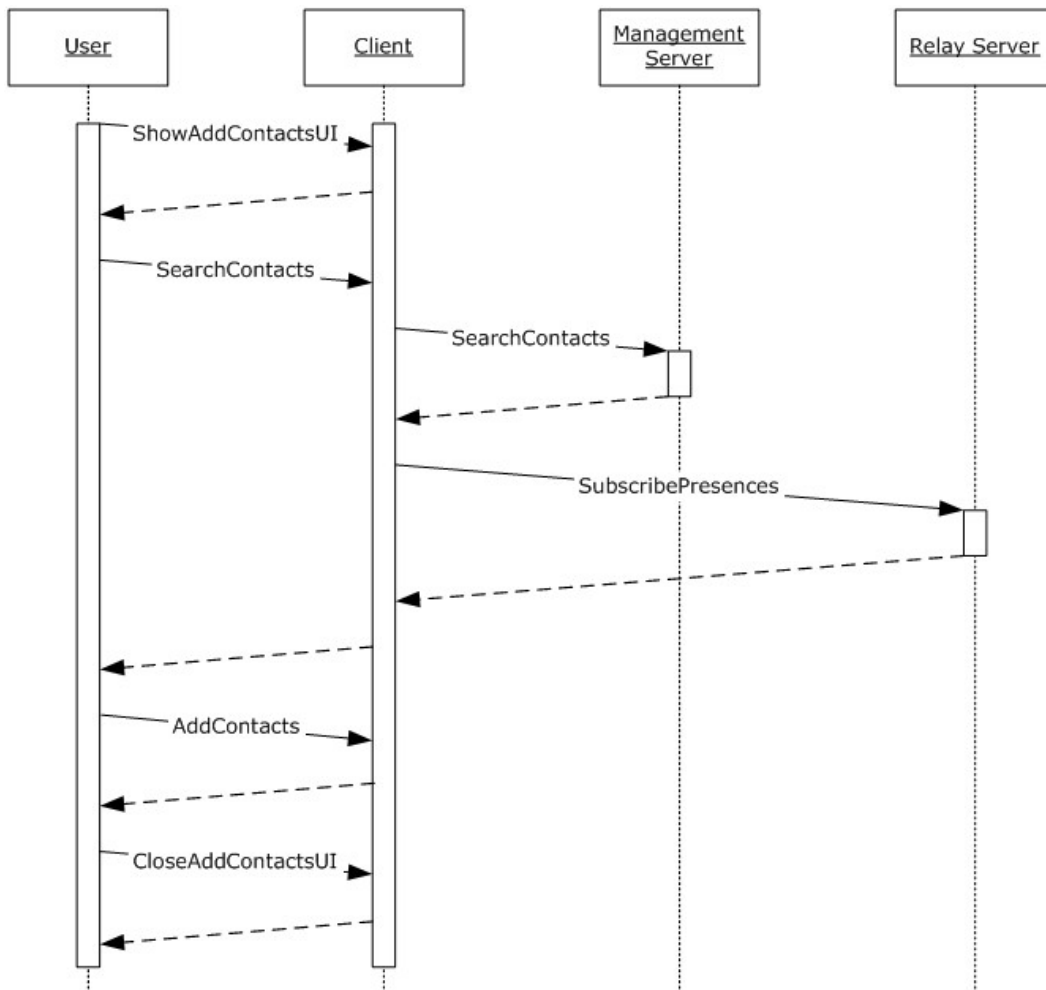 User
Client
Management
Server
Relay Server
ShowAddContactsUI
SearchContacts
SearchContacts
SubscribePresences
AddContacts
CloseAddContactsUI